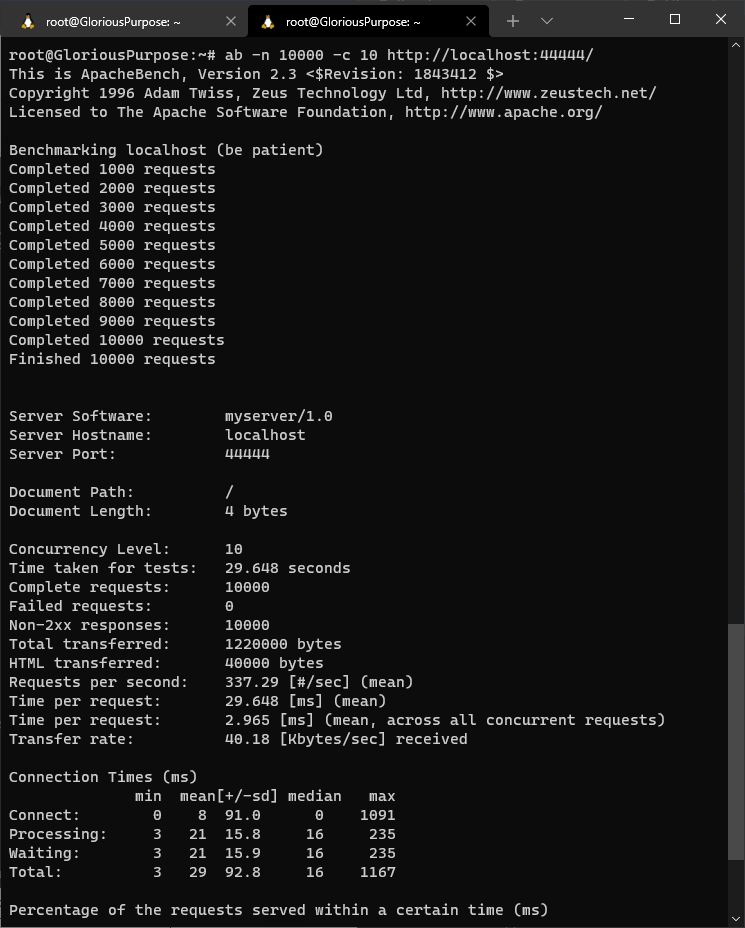 root@GloriousPurpose: ~
root@GloriousPurpose: ~
root@GloriousPurpose:~# ab -n 10000 -c 10 http://localhost:44444/
This is ApacheBench, Version 2.3 <$Revision: 1843412 $>
Copyright 1996 Adam Twiss, Zeus Technology Ltd, http://www.zeustech.net/
Licensed to The Apache Software Foundation, http://www.apache.org/
Benchmarking localhost (be patient)
Completed 1000 requests
Completed 2000 requests
Completed 3000 requests
Completed 4000 requests
Completed 5000 requests
Completed 6000 requests
Completed 7000 requests
Completed 8000 requests
Completed 9000 requests
Completed 10000 requests
Finished 10000 requests
Server Software: myserver/1.0
Server Hostname: localhost
Server Port: 44444
Document Path: /
Document Length: 4 bytes
Concurrency Level: 10
Time taken for tests: 29.648 seconds
Complete requests: 10000
Failed requests: 0
Non-2xx responses: 10000
Total transferred: 1220000 bytes
HTML transferred: 40000 bytes
Requests per second: 337.29 [#/sec] (mean)
Time per request: 29.648 [ms] (mean)
Time per request: 2.965 [ms] (mean, across all concurrent requests)
Transfer rate: 40.18 [Kbytes/sec] received
Connection Times (ms)
min mean[+/-sd] median max
Connect: 0 8 91.0 0 1091
Processing: 3 21 15.8 16 235
Waiting: 3 21 15.9 16 235
Total: 3 29 92.8 16 1167
Percentage of the requests served within a certain time (ms)